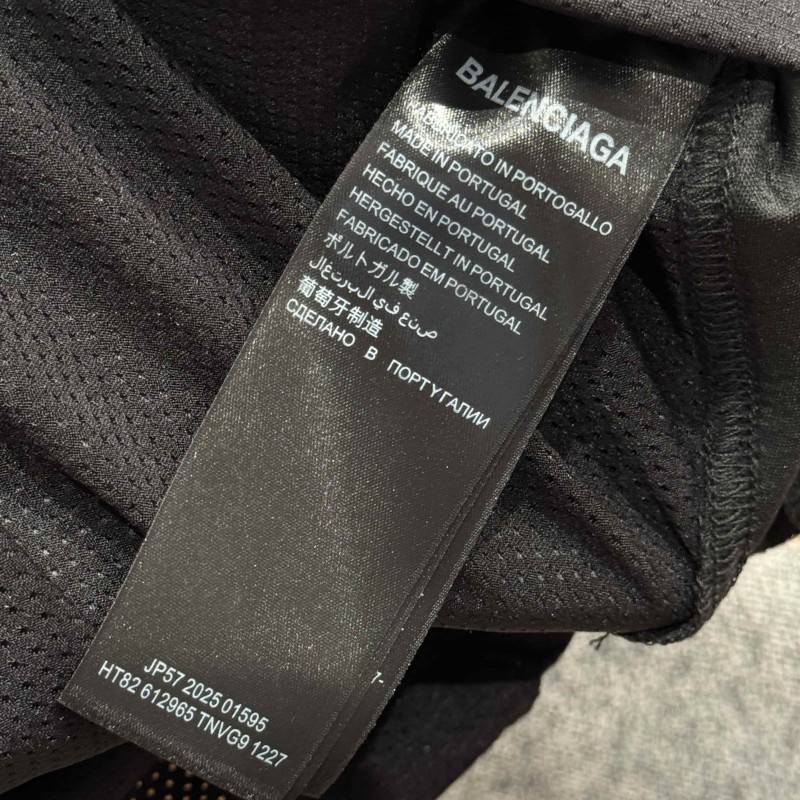 BALENCIAGA
FABRICATO IN PORTOGALLO
MADE IN PORTUGAL
FABRIQUE AU PORTUGAL
HECHO EN PORTUGAL
HERGESTELLT IN PORTUGAL
FABRICADO EM PORTUGAL
ポルトガル製
صنع في البرتغال
葡萄牙制造
СДЕЛАНО В ПОРТУГАЛИИ
JP57 2025 01595
HT82 612965 TNVG9 1227
7-